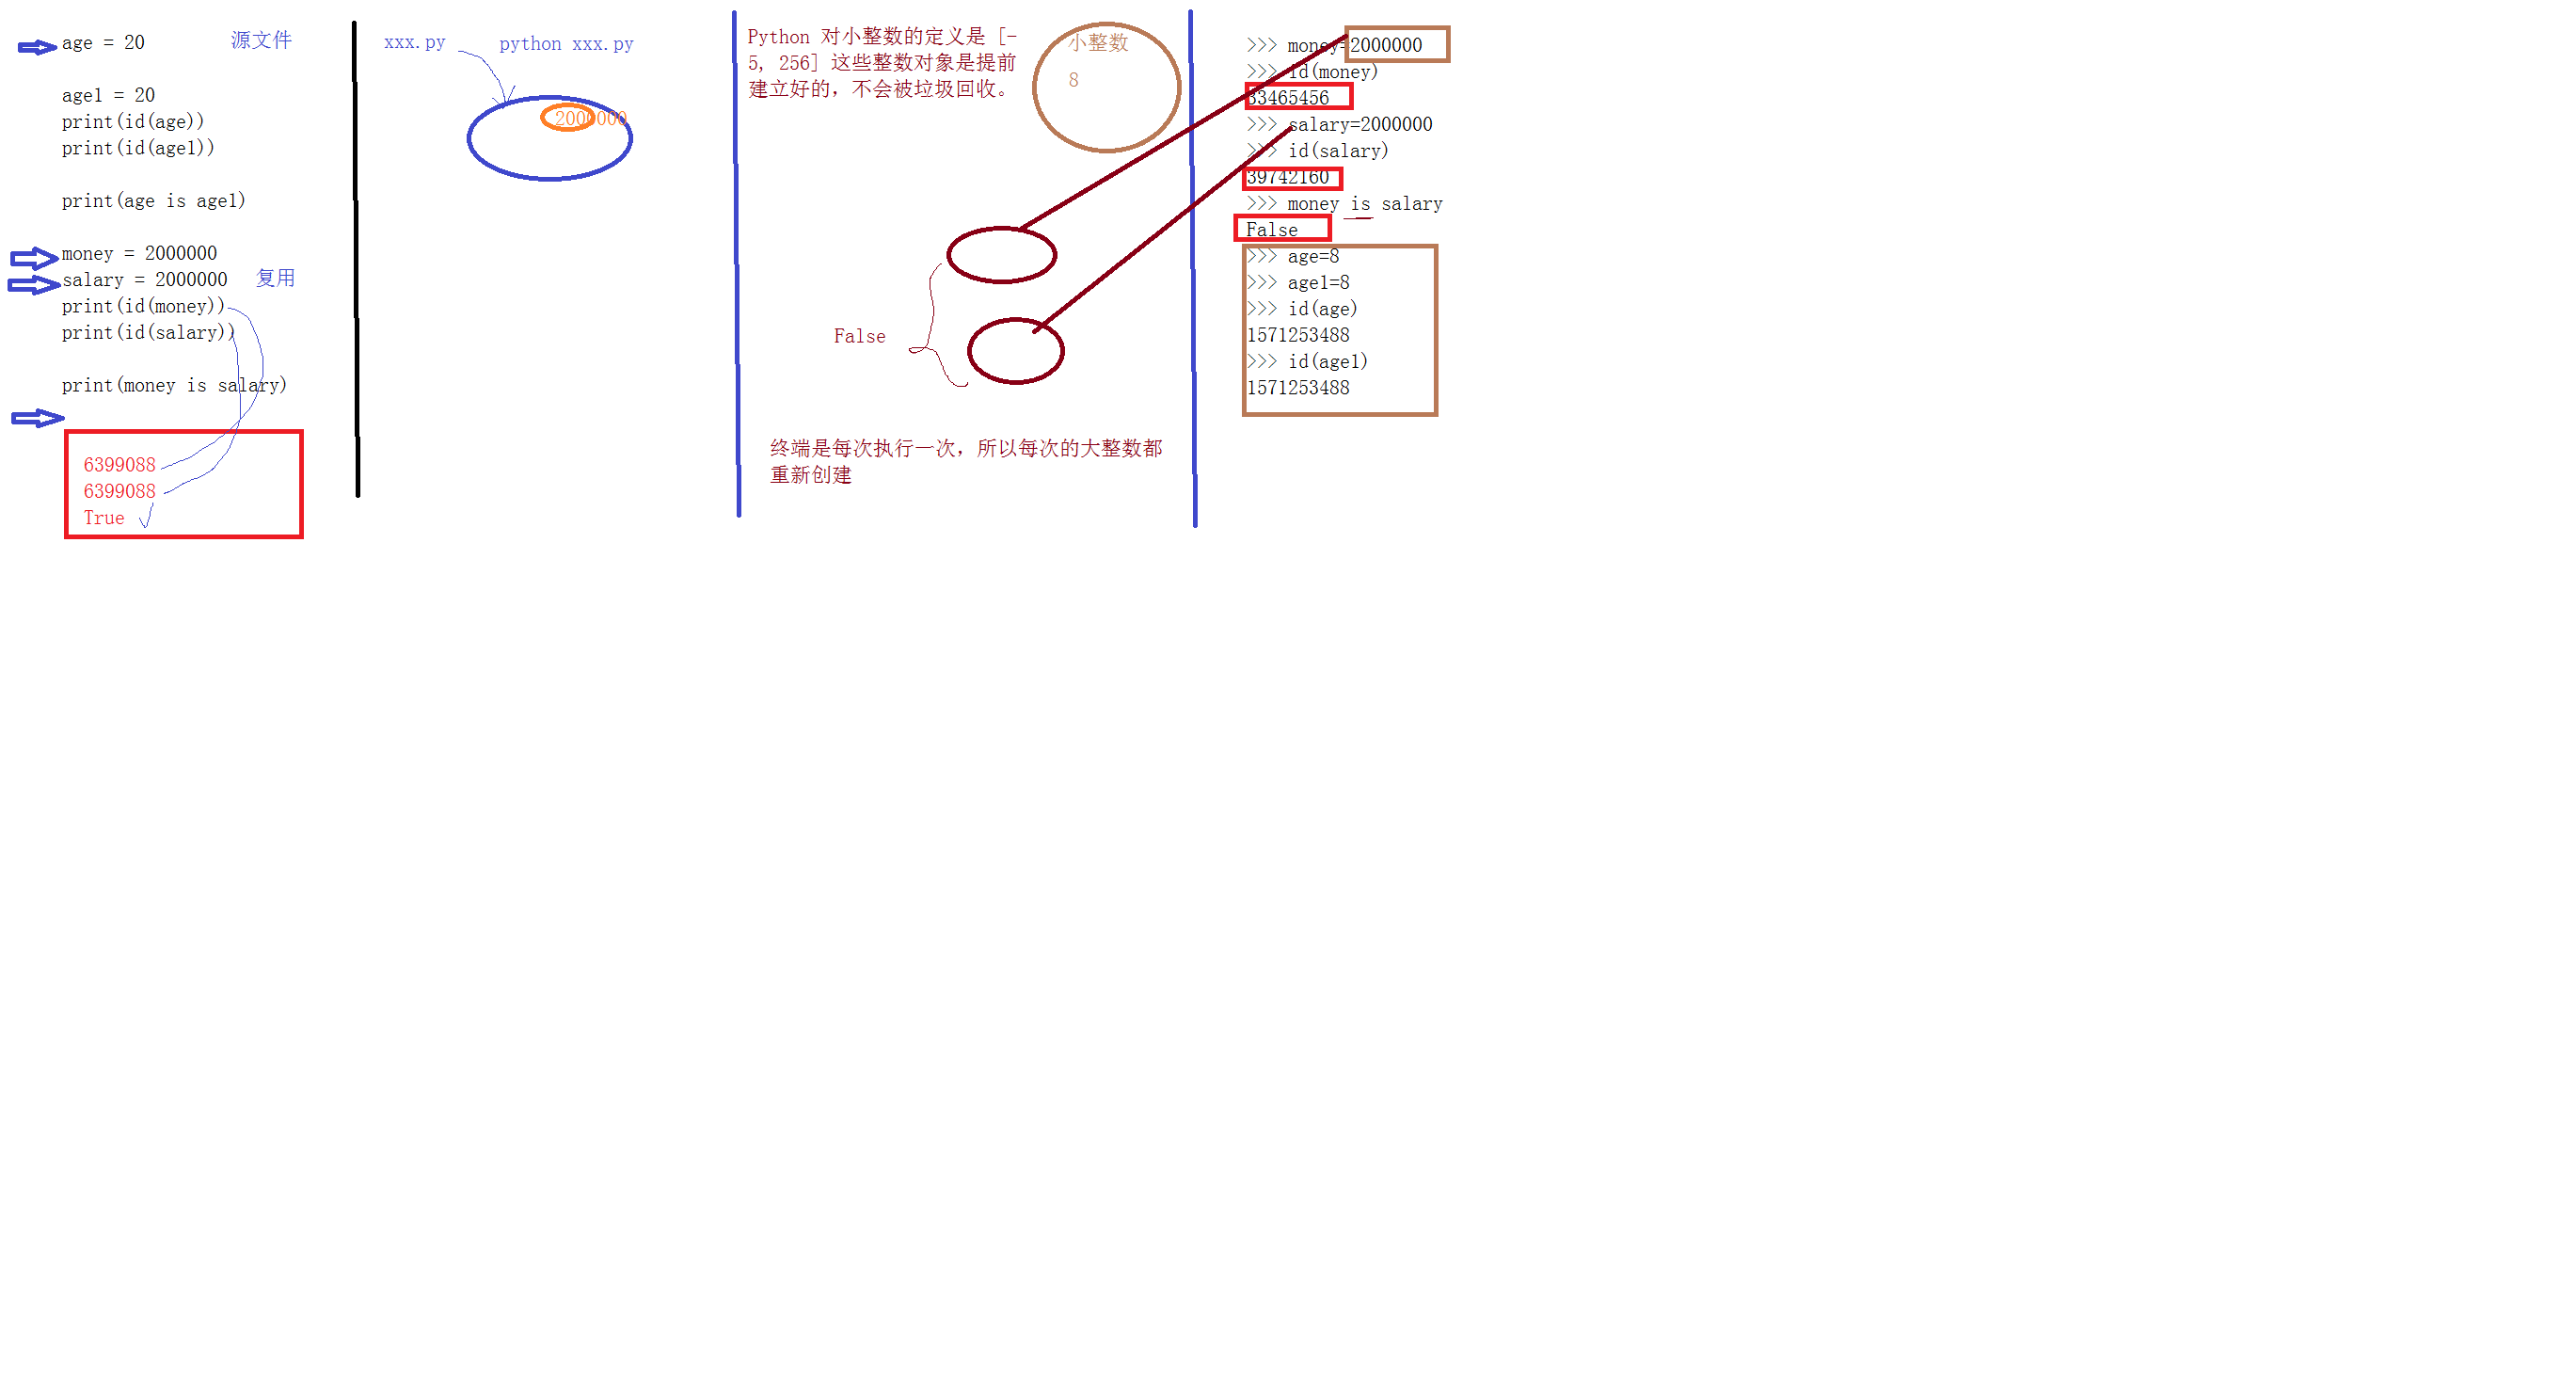 age = 20
源文件
age1 = 20
print(id(age))
print(id(age1))
print(age is age1)
money = 2000000
salary = 2000000
复用
print(id(money))
print(id(salary))
print(money is salary)
6399088
6399088
True
xxx.py
python xxx.py
2000000
Python 对小整数的定义是 [-
5, 256] 这些整数对象是提前
建立好的，不会被垃圾回收。
小整数
8
False
终端是每次执行一次，所以每次的大整数都
重新创建
>>> money=2000000
>>> id(money)
33465456
>>> salary=2000000
>>> id(salary)
39742160
>>> money is salary
False
>>> age=8
>>> age1=8
>>> id(age)
1571253488
>>> id(age1)
1571253488